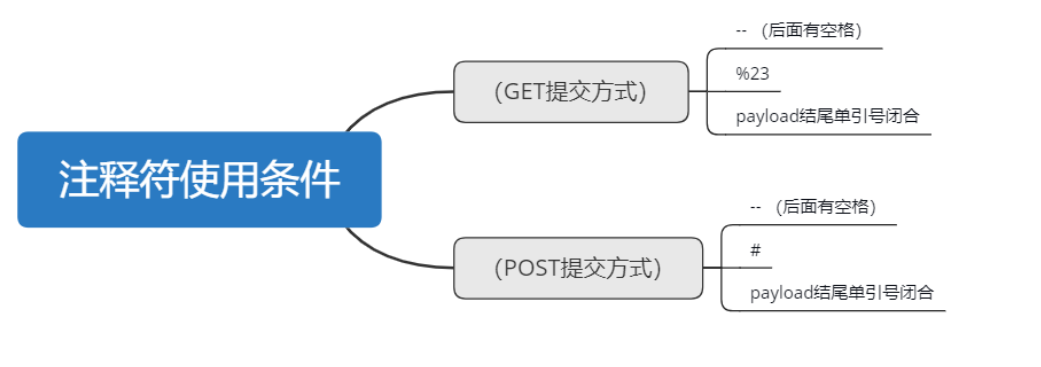 注释符使用条件
(GET提交方式)
-- (后面有空格)
%23
payload结尾单引号闭合
(POST提交方式)
-- (后面有空格)
#
payload结尾单引号闭合